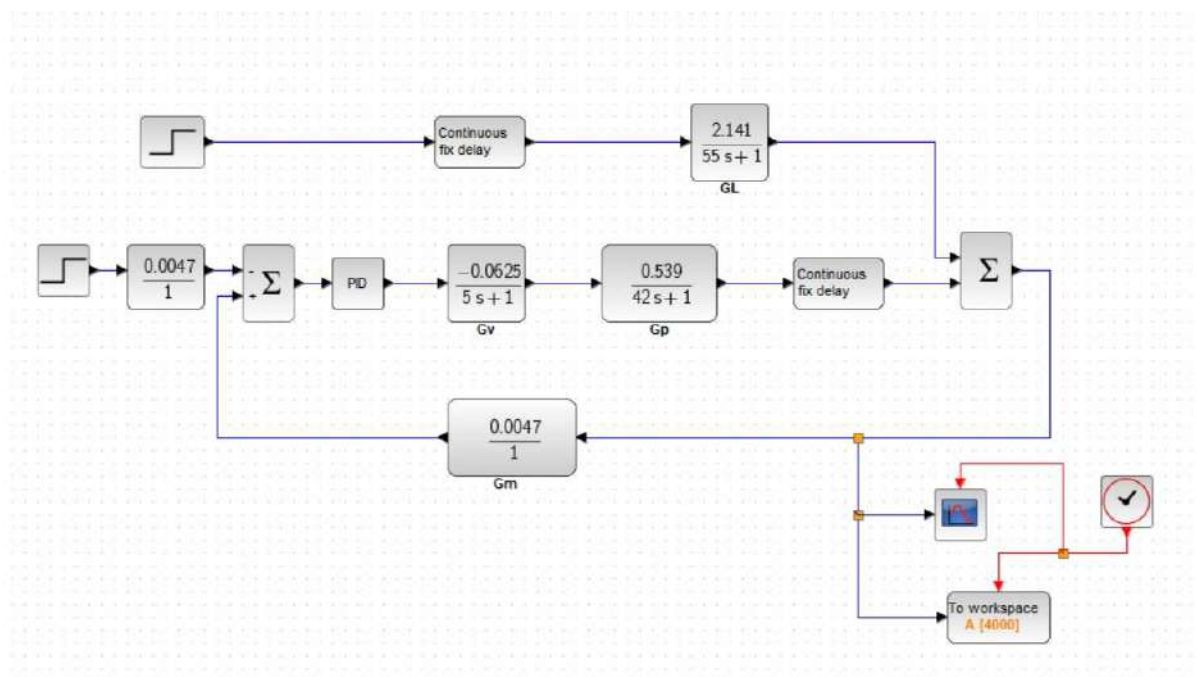 Continuous
fix delay
2.141
55 s+1
GL
0.0047
1
-
+
Σ
PID
−0.0625
5 s+1
Gv
0.539
42 s+1
Gp
Continuous
fix delay
Σ
0.0047
1
Gm
To workspace
A [4000]